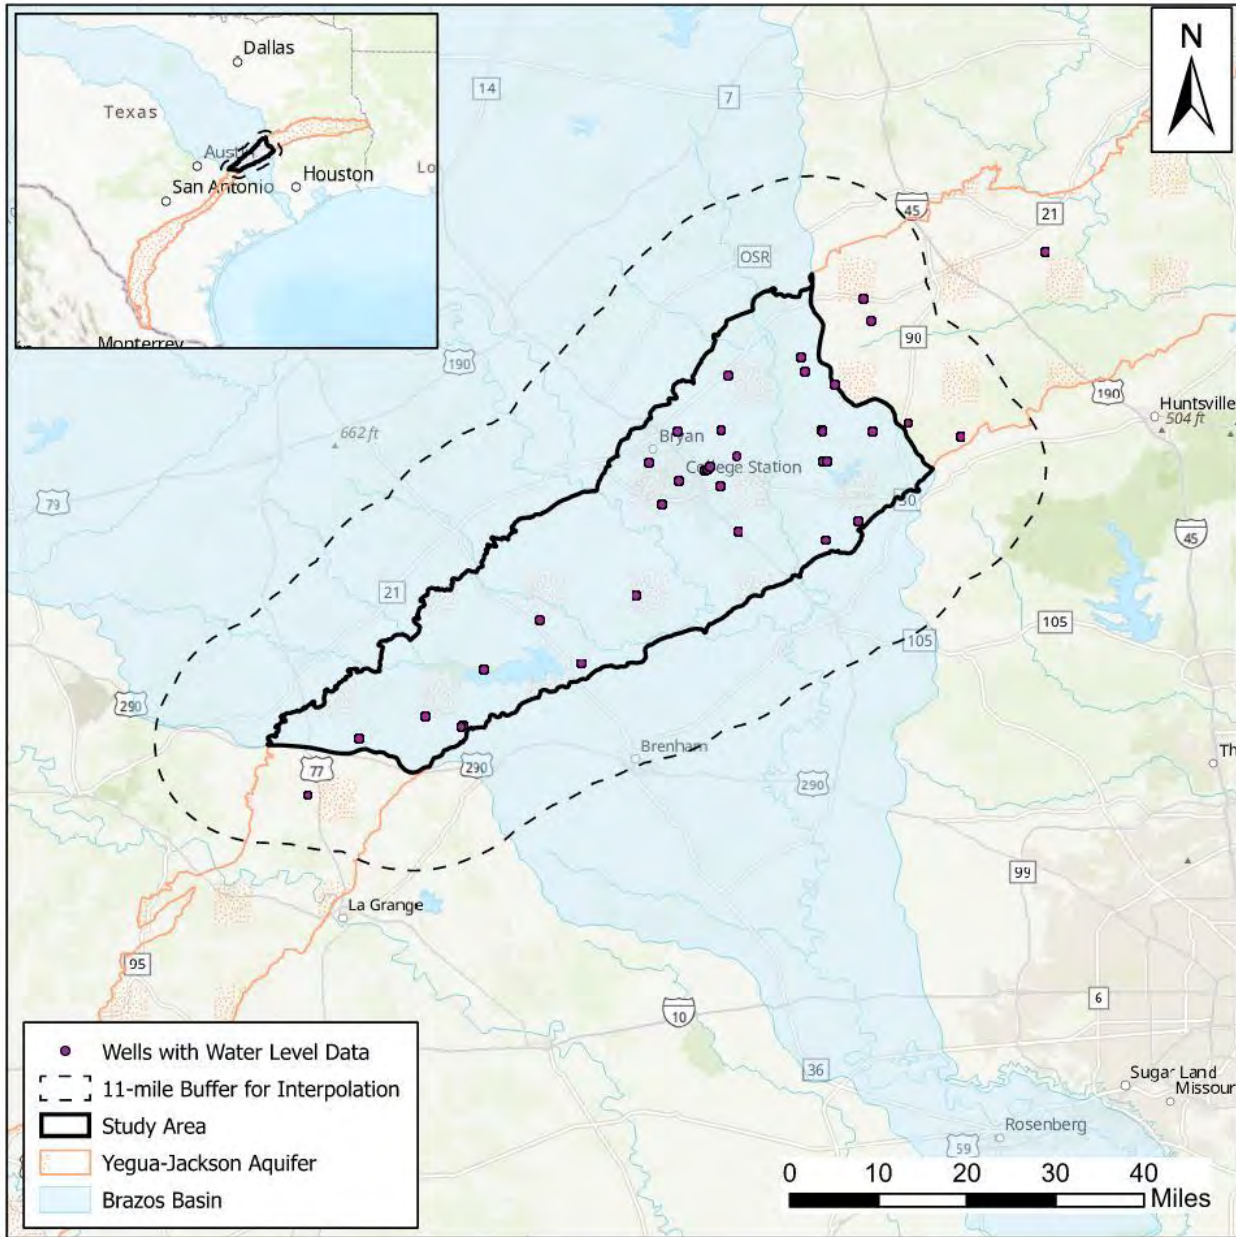 Dallas
Texas
Houston
San Antonio
Monterrey
N
14
7
45
21
OSR
90
190
190
Huntsville
504 ft
662 ft
Bryan
College Station
79
30
45
21
105
105
290
Brenham
77
290
290
99
La Grange
95
6
10
36
Sugar Land
Missour
Rosenberg
59
Wells with Water Level Data
11-mile Buffer for Interpolation
Study Area
Yegua-Jackson Aquifer
Brazos Basin
0 10 20 30 40
Miles